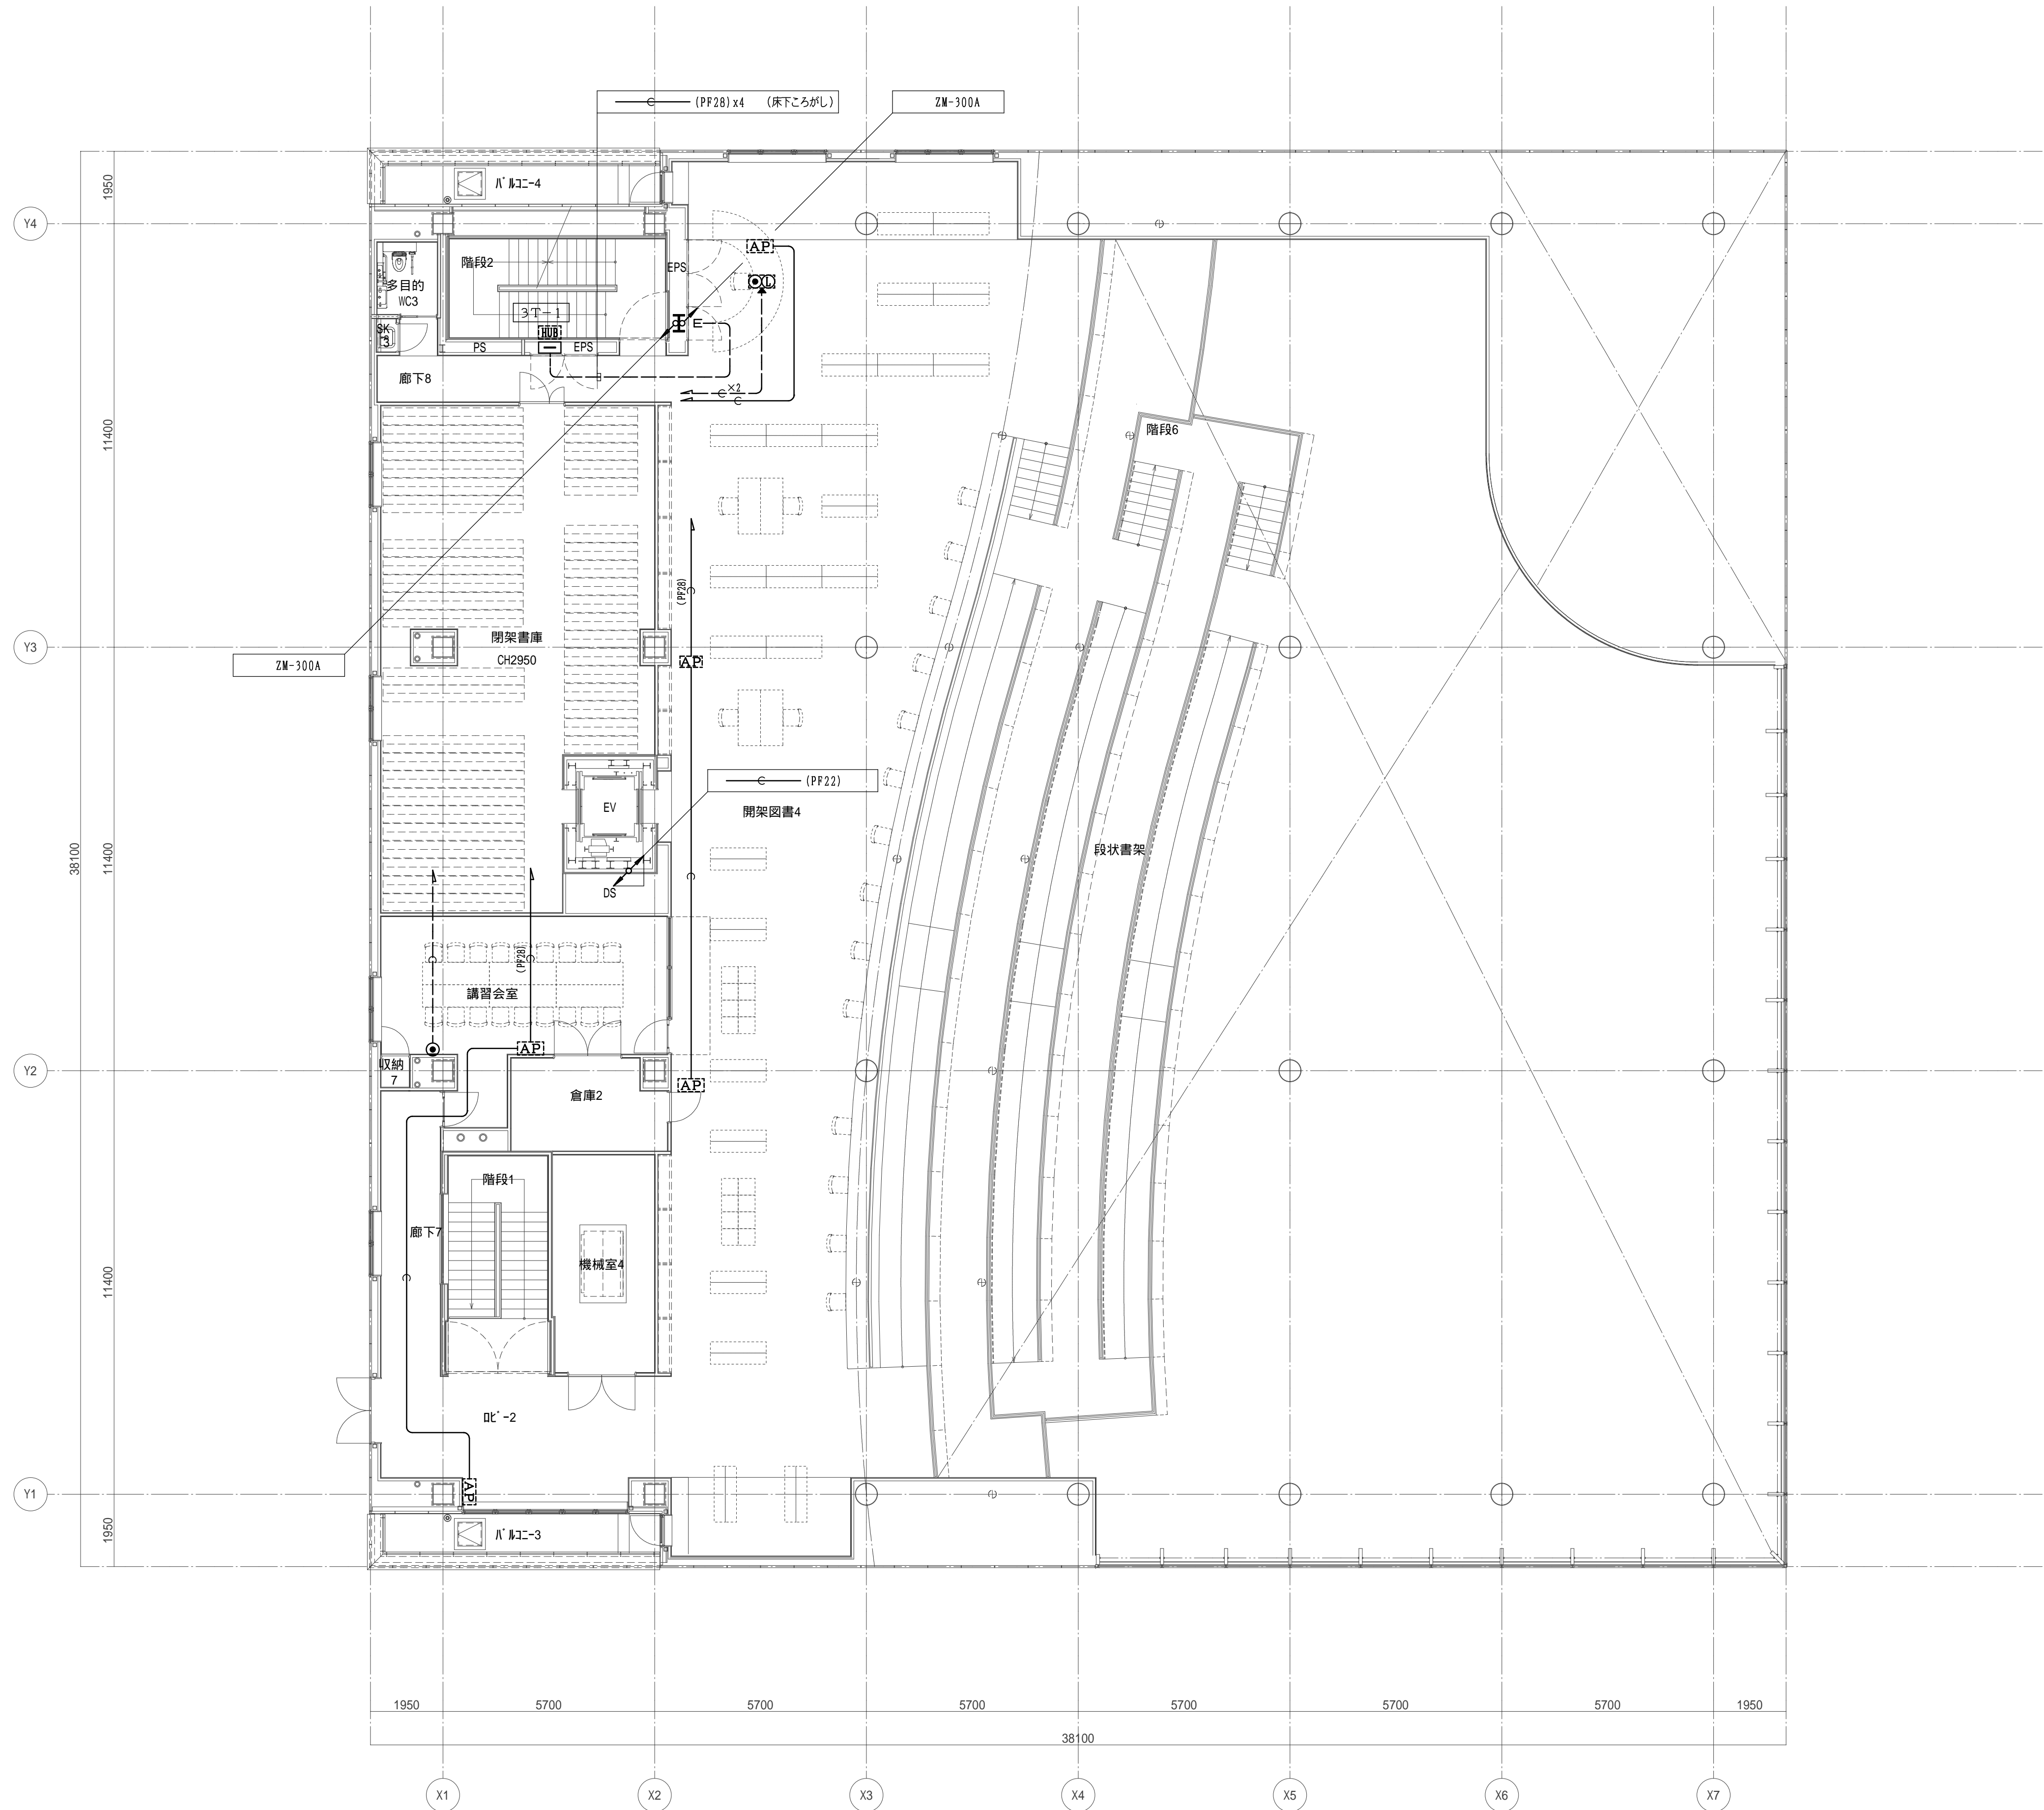 C (PF28)x4 (床下ころがし)
ZM-300A
1950
バルコニー4
Y4
AP
階段2
EPS
多目的
WC3
L
3T-1
HUB
E
SK
3
PS
EPS
廊下8
×2
C
C
11400
階段6
(PF28)
C
閉架書庫
CH2950
Y3
AP
ZM-300A
C (PF22)
EV
開架図書4
38100
11400
段状書架
C
DS
(PF28)
C
C
講習会室
AP
収納
7
Y2
AP
倉庫2
階段1
廊下7
機械室4
C
11400
ロビー2
AP
Y1
バルコニー3
1950
1950 5700 5700 5700 5700 5700 5700 1950
38100
X1 X2 X3 X4 X5 X6 X7